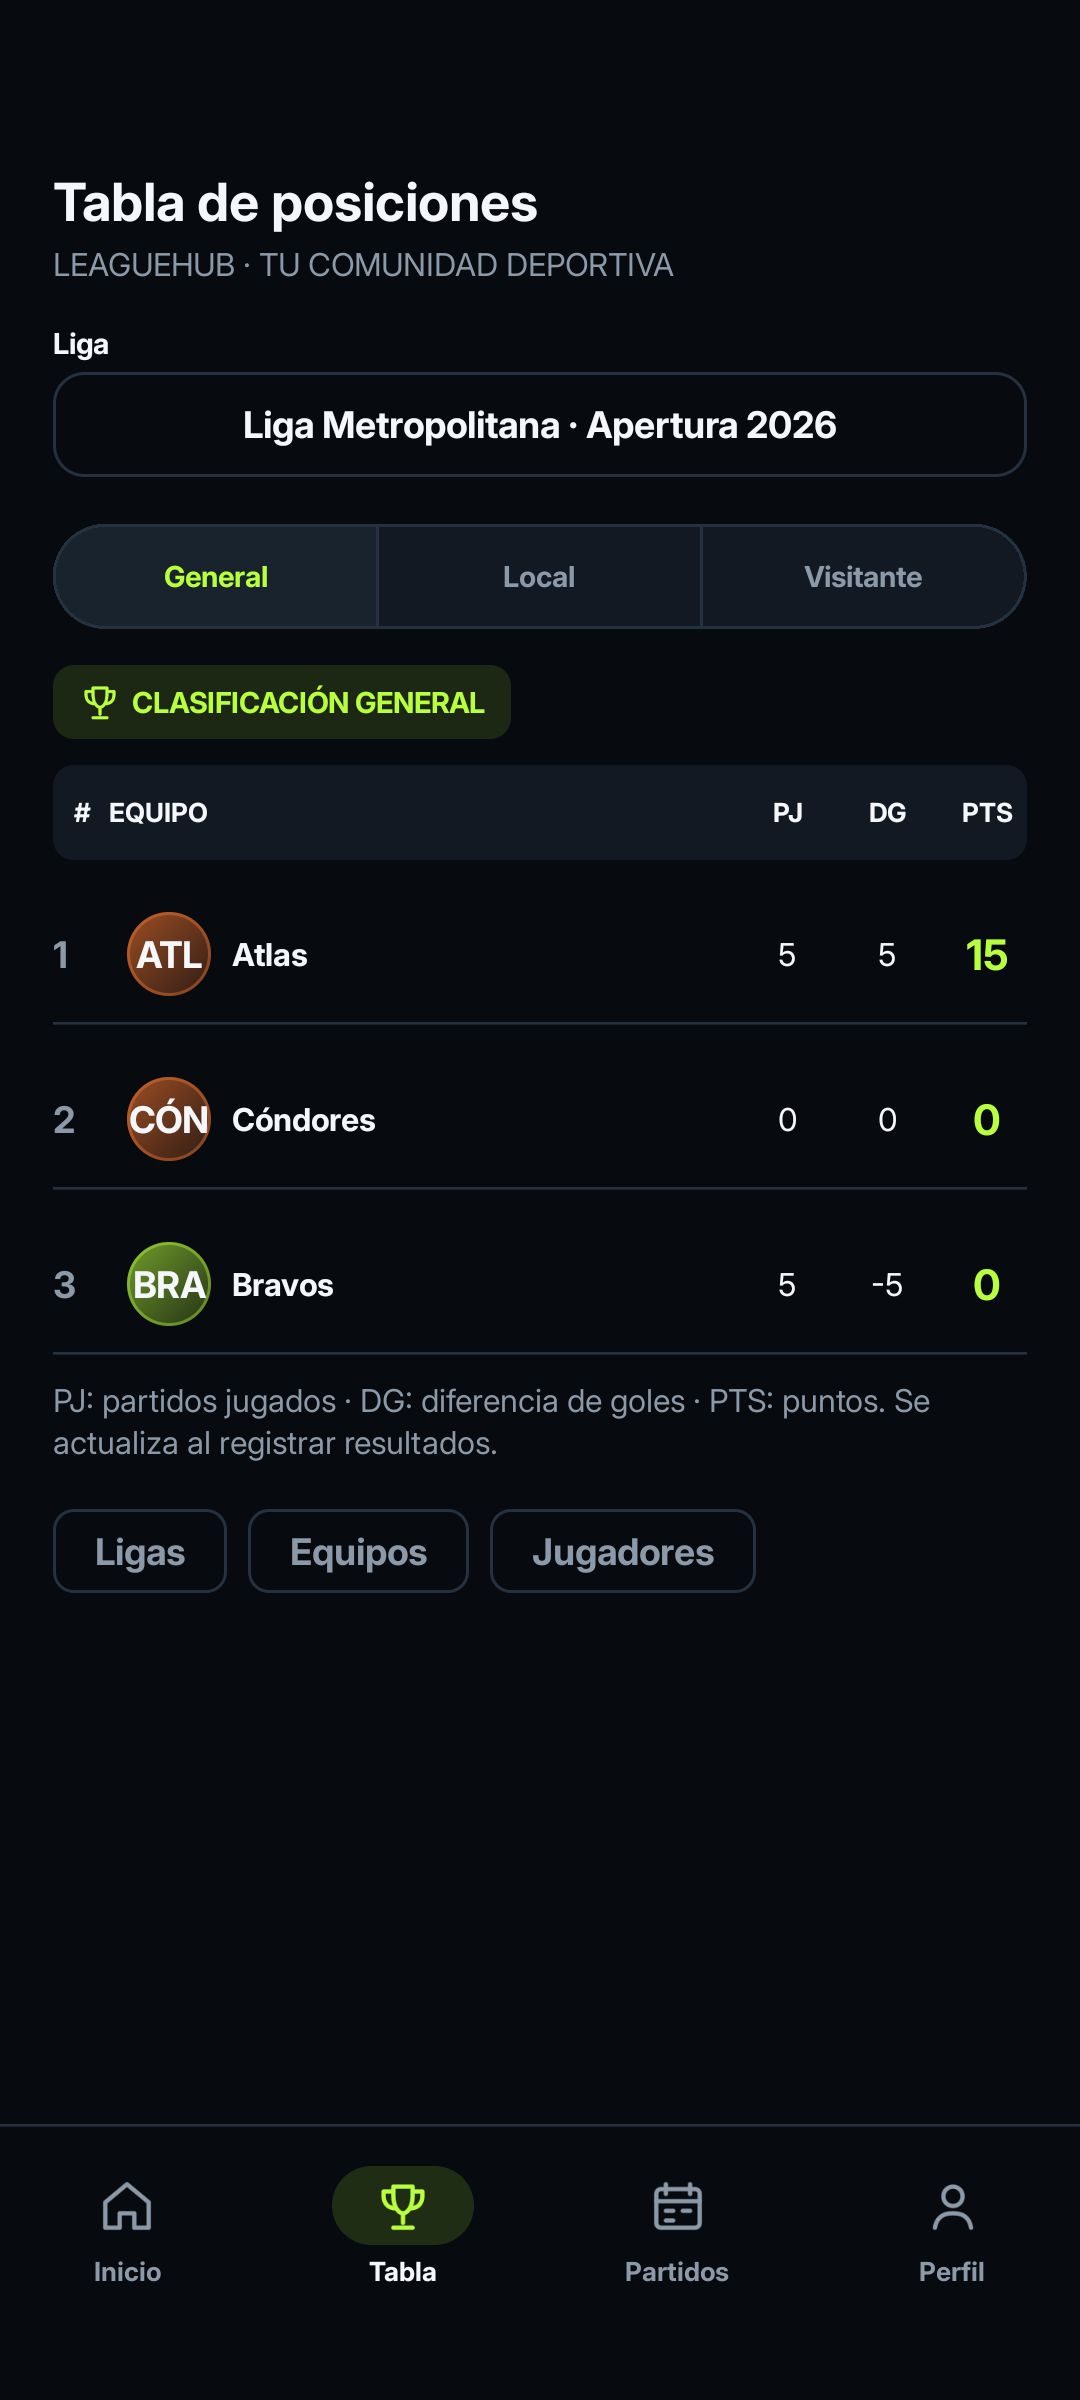 Tabla de posiciones
LEAGUEHUB · TU COMUNIDAD DEPORTIVA
Liga
Liga Metropolitana · Apertura 2026
General Local Visitante
CLASIFICACIÓN GENERAL
# EQUIPO PJ DG PTS
1 ATL Atlas 5 5 15
2 CÓN Cóndores 0 0 0
3 BRA Bravos 5 -5 0
PJ: partidos jugados · DG: diferencia de goles · PTS: puntos. Se
actualiza al registrar resultados.
Ligas Equipos Jugadores
Inicio Tabla Partidos Perfil